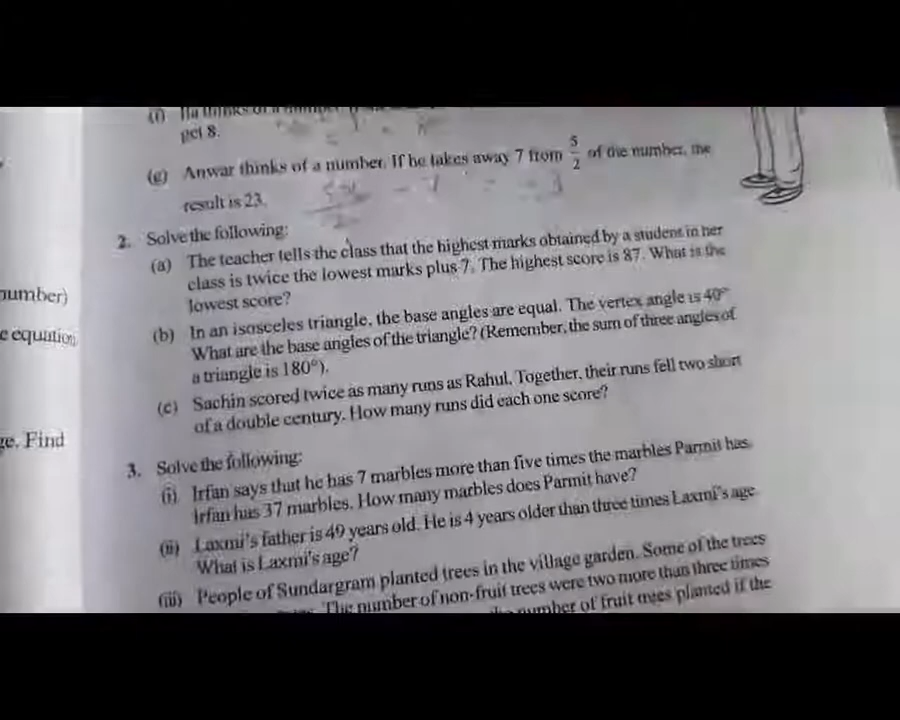 (f)
get 8.
(g) Anwar thinks of a number. If he takes away 7 from 5/2 of the number, the
result is 23.
2. Solve the following:
(a) The teacher tells the class that the highest marks obtained by a student in her
class is twice the lowest marks plus 7. The highest score is 87. What is the
lowest score?
(b) In an isosceles triangle, the base angles are equal. The vertex angle is 40°
What are the base angles of the triangle? (Remember, the sum of three angles of
a triangle is 180°).
(c) Sachin scored twice as many runs as Rahul. Together, their runs fell two short
of a double century. How many runs did each one score?
3. Solve the following:
(i) Irfan says that he has 7 marbles more than five times the marbles Parmit has.
Irfan has 37 marbles. How many marbles does Parmit have?
(ii) Laxmi's father is 49 years old. He is 4 years older than three times Laxmi's age
What is Laxmi's age?
(iii) People of Sundargram planted trees in the village garden. Some of the trees
The number of non-fruit trees were two more than three times
number of fruit trees planted if the
number)
equation
Find